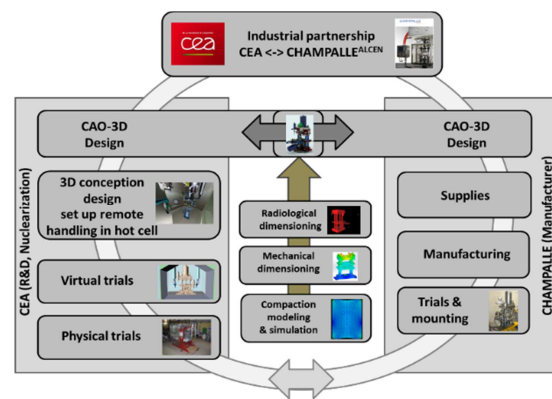 cea
Industrial partnership
CEA <-> CHAMPALLE^ALCEN
CAO-3D
Design
CAO-3D
Design
CEA (R&D, Nuclearization)
3D conception
design
set up remote
handling in hot cell
Virtual trials
Physical trials
Radiological
dimensioning
Mechanical
dimensioning
Compaction
modeling
& simulation
Supplies
Manufacturing
Trials &
mounting
CHAMPALLE (Manufacturer)